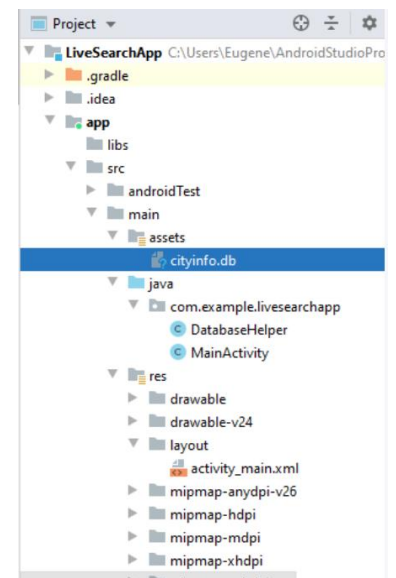 Project
LiveSearchApp C:\Users\Eugene\AndroidStudioPro
.gradle
.idea
app
libs
src
androidTest
main
assets
cityinfo.db
java
com.example.livesearchapp
DatabaseHelper
MainActivity
res
drawable
drawable-v24
layout
activity_main.xml
mipmap-anydpi-v26
mipmap-hdpi
mipmap-mdpi
mipmap-xhdpi